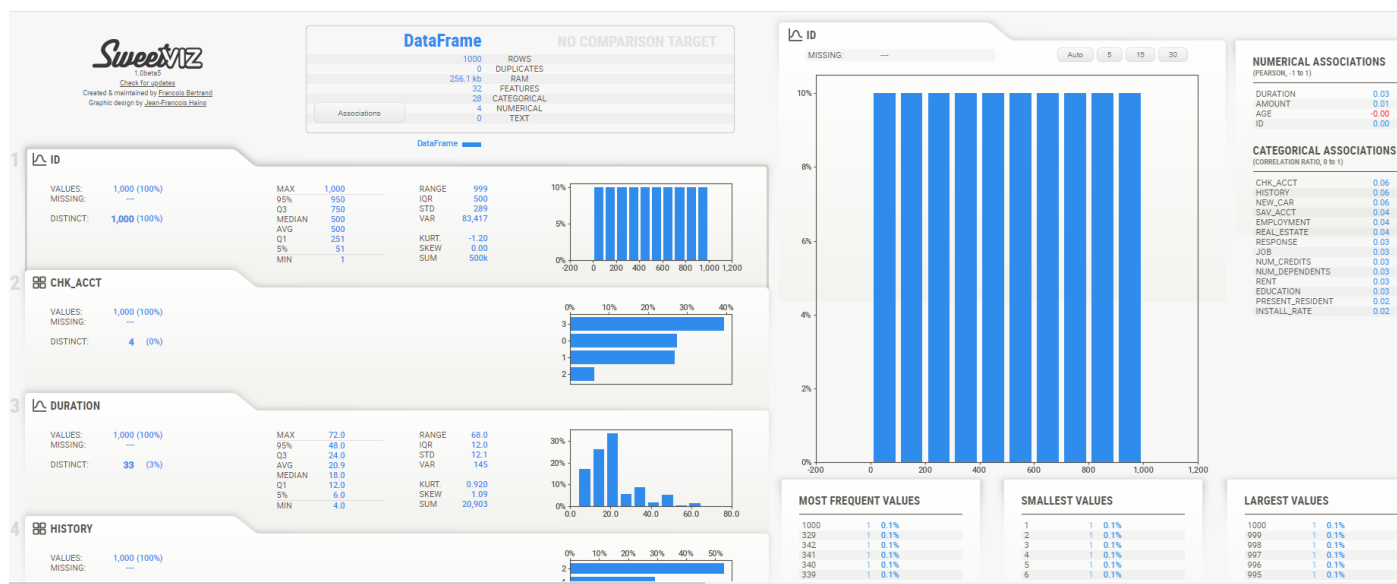 SweetVIZ
1.0beta5
Check for updates
Created & maintained by Francois Bertrand
Graphic design by Jean-Francois Hains
DataFrame NO COMPARISON TARGET
1000 ROWS
0 DUPLICATES
256.1 kb RAM
32 FEATURES
28 CATEGORICAL
4 NUMERICAL
0 TEXT
Associations
DataFrame
1 ID
VALUES: 1,000 (100%)
MISSING: ---
DISTINCT: 1,000 (100%)
MAX 1,000
95% 950
Q3 750
MEDIAN 500
AVG 500
Q1 251
5% 51
MIN 1
RANGE 999
IQR 500
STD 289
VAR 83,417
KURT. -1.20
SKEW 0.00
SUM 500k
10%
5%
0%
-200 0 200 400 600 800 1,000 1,200
2 CHK_ACCT
VALUES: 1,000 (100%)
MISSING: ---
DISTINCT: 4 (0%)
0% 10% 20% 30% 40%
3
0
1
2
3 DURATION
VALUES: 1,000 (100%)
MISSING: ---
DISTINCT: 33 (3%)
MAX 72.0
95% 48.0
Q3 24.0
AVG 20.9
MEDIAN 18.0
Q1 12.0
5% 6.0
MIN 4.0
RANGE 68.0
IQR 12.0
STD 12.1
VAR 145
KURT. 0.920
SKEW 1.09
SUM 20,903
30%
20%
10%
0%
0.0 20.0 40.0 60.0 80.0
4 HISTORY
VALUES: 1,000 (100%)
MISSING: ---
0% 10% 20% 30% 40% 50%
2
ID
MISSING: ---
Auto 5 15 30
10%
8%
6%
4%
2%
0%
-200 0 200 400 600 800 1,000 1,200
MOST FREQUENT VALUES
1000 1 0.1%
329 1 0.1%
342 1 0.1%
341 1 0.1%
340 1 0.1%
339 1 0.1%
SMALLEST VALUES
1 1 0.1%
2 1 0.1%
3 1 0.1%
4 1 0.1%
5 1 0.1%
6 1 0.1%
LARGEST VALUES
1000 1 0.1%
999 1 0.1%
998 1 0.1%
997 1 0.1%
996 1 0.1%
995 1 0.1%
NUMERICAL ASSOCIATIONS
(PEARSON, -1 to 1)
DURATION 0.03
AMOUNT 0.01
AGE -0.00
ID 0.00
CATEGORICAL ASSOCIATIONS
(CORRELATION RATIO, 0 to 1)
CHK_ACCT 0.06
HISTORY 0.06
NEW_CAR 0.06
SAV_ACCT 0.04
EMPLOYMENT 0.04
REAL_ESTATE 0.04
RESPONSE 0.03
JOB 0.03
NUM_CREDITS 0.03
NUM_DEPENDENTS 0.03
RENT 0.03
EDUCATION 0.03
PRESENT_RESIDENT 0.02
INSTALL_RATE 0.02